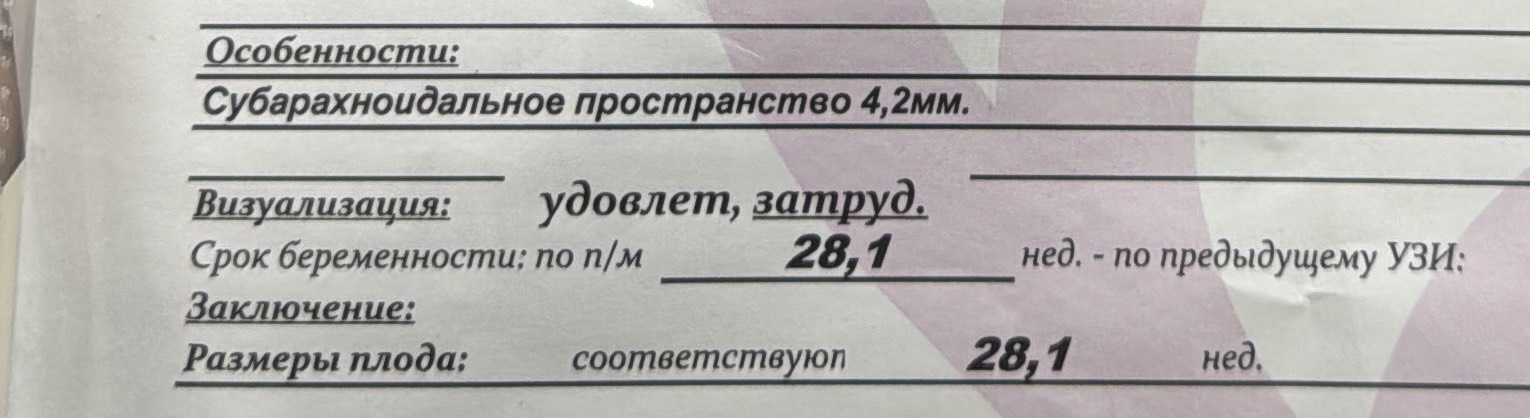 Особенности:
Субарахноидальное пространство 4,2мм.
Визуализация: удовлет, затруд.
Срок беременности: по п/м 28,1 нед. - по предыдущему УЗИ:
Заключение:
Размеры плода: соответствуют 28,1 нед.